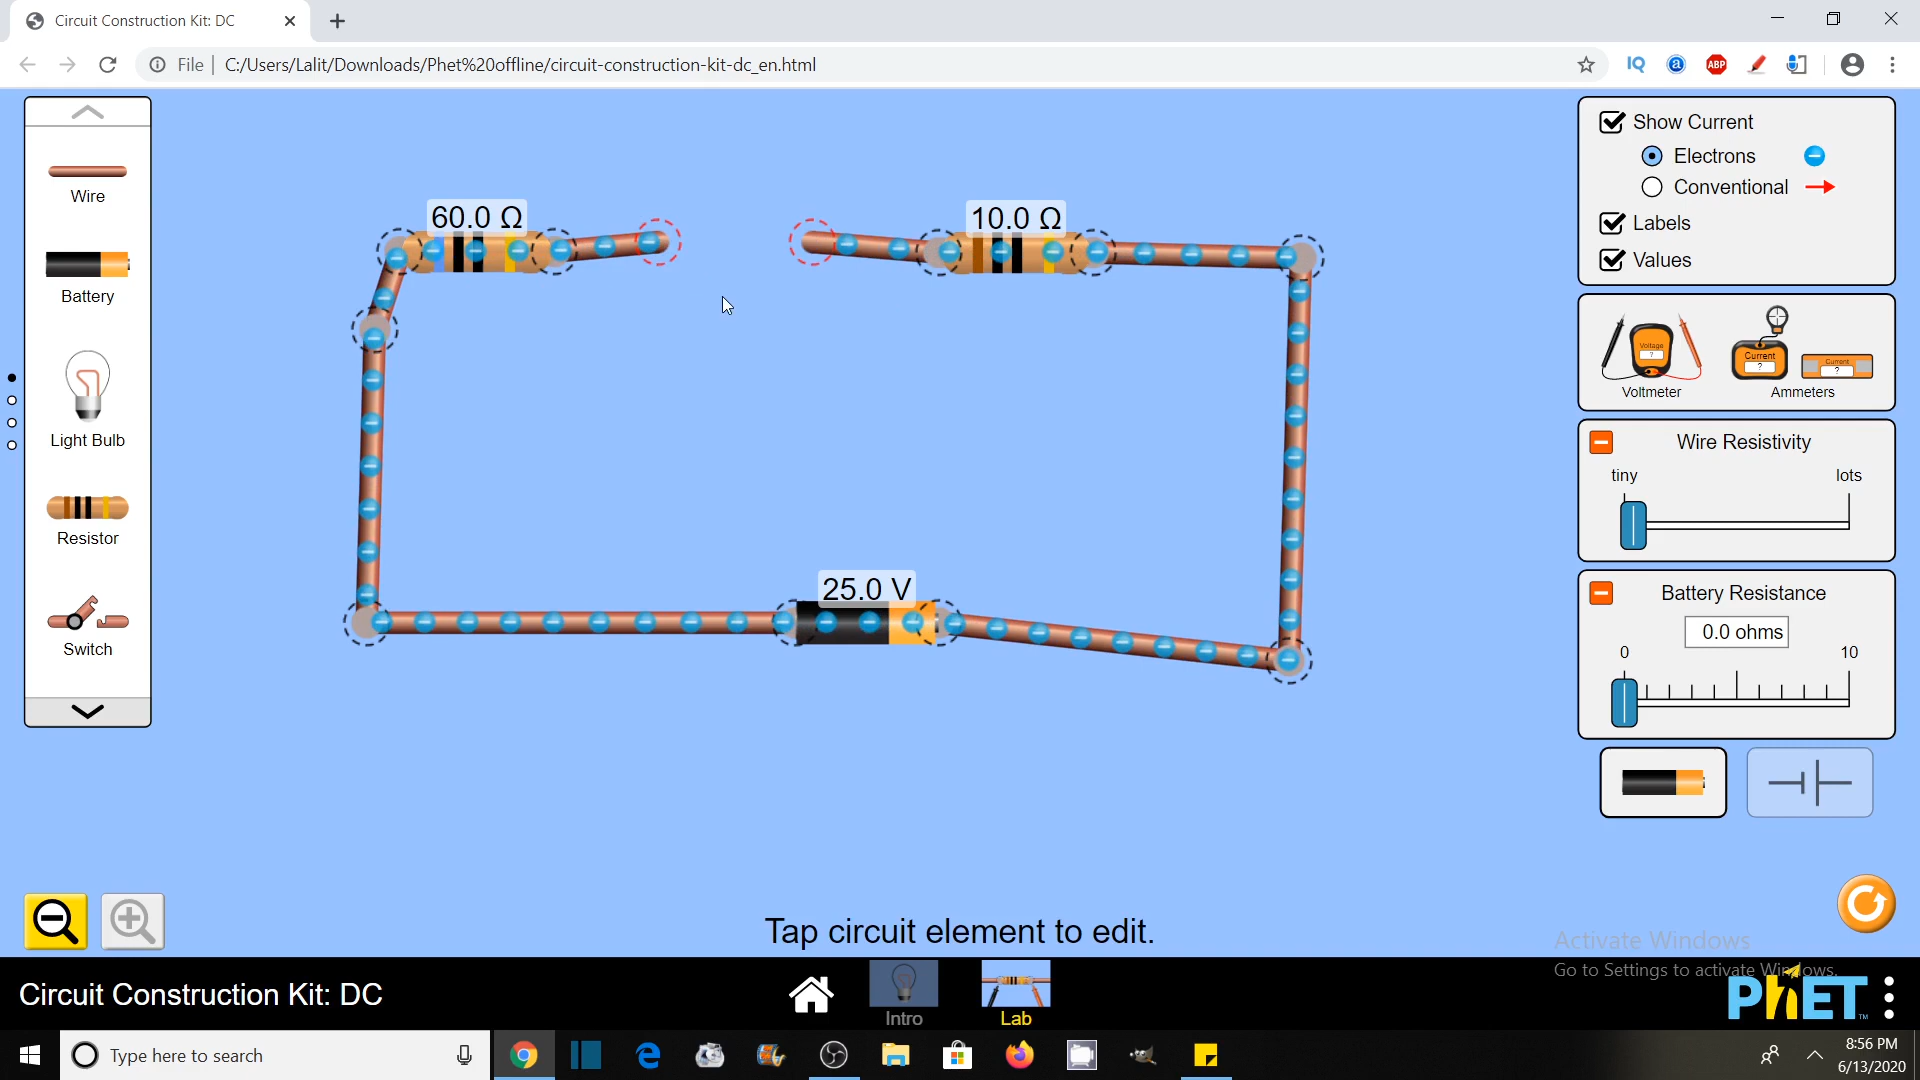 Circuit Construction Kit: DC
File
C:/Users/Lalit/Downloads/Phet%20offline/circuit-construction-kit-dc_en.html
IQ
a
ABP
Wire
Battery
Light Bulb
Resistor
Switch
60.0 Ω
10.0 Ω
25.0 V
Show Current
Electrons
Conventional
Labels
Values
Voltage
?
Current
?
Current
?
Voltmeter
Ammeters
Wire Resistivity
tiny
lots
Battery Resistance
0.0 ohms
0
10
Tap circuit element to edit.
Activate Windows
Go to Settings to activate Windows.
Circuit Construction Kit: DC
Intro
Lab
PhET
TM
Type here to search
8:56 PM
6/13/2020